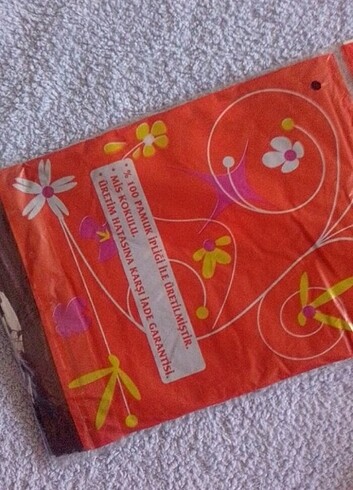 • % 100 PAMUK İPLİĞİ İLE ÜRETİLMİŞTİR.
• MİS KOKULU.
• ÜRETİM HATASINA KARŞI İADE GARANTİSİ.